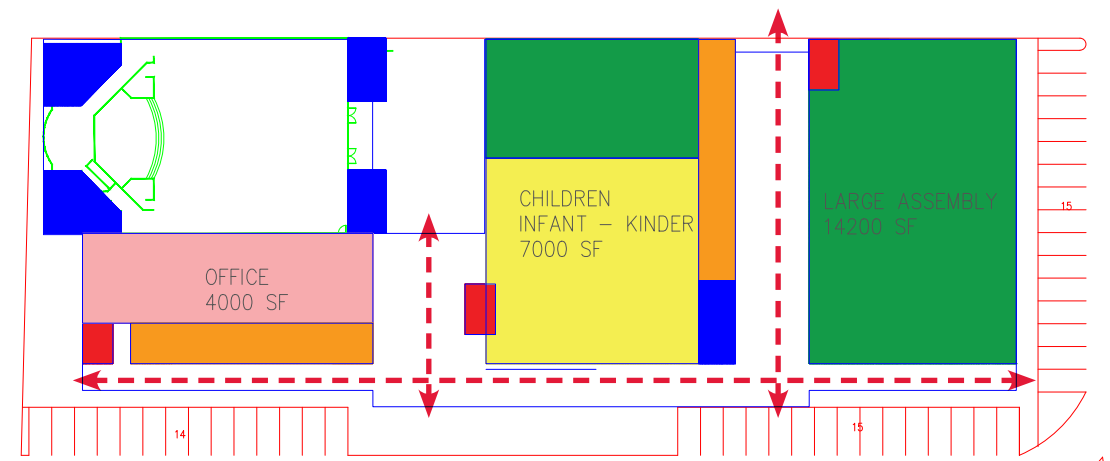 CHILDREN
INFANT – KINDER
7000 SF
LARGE ASSEMBLY
14200 SF
15
OFFICE
4000 SF
14
15